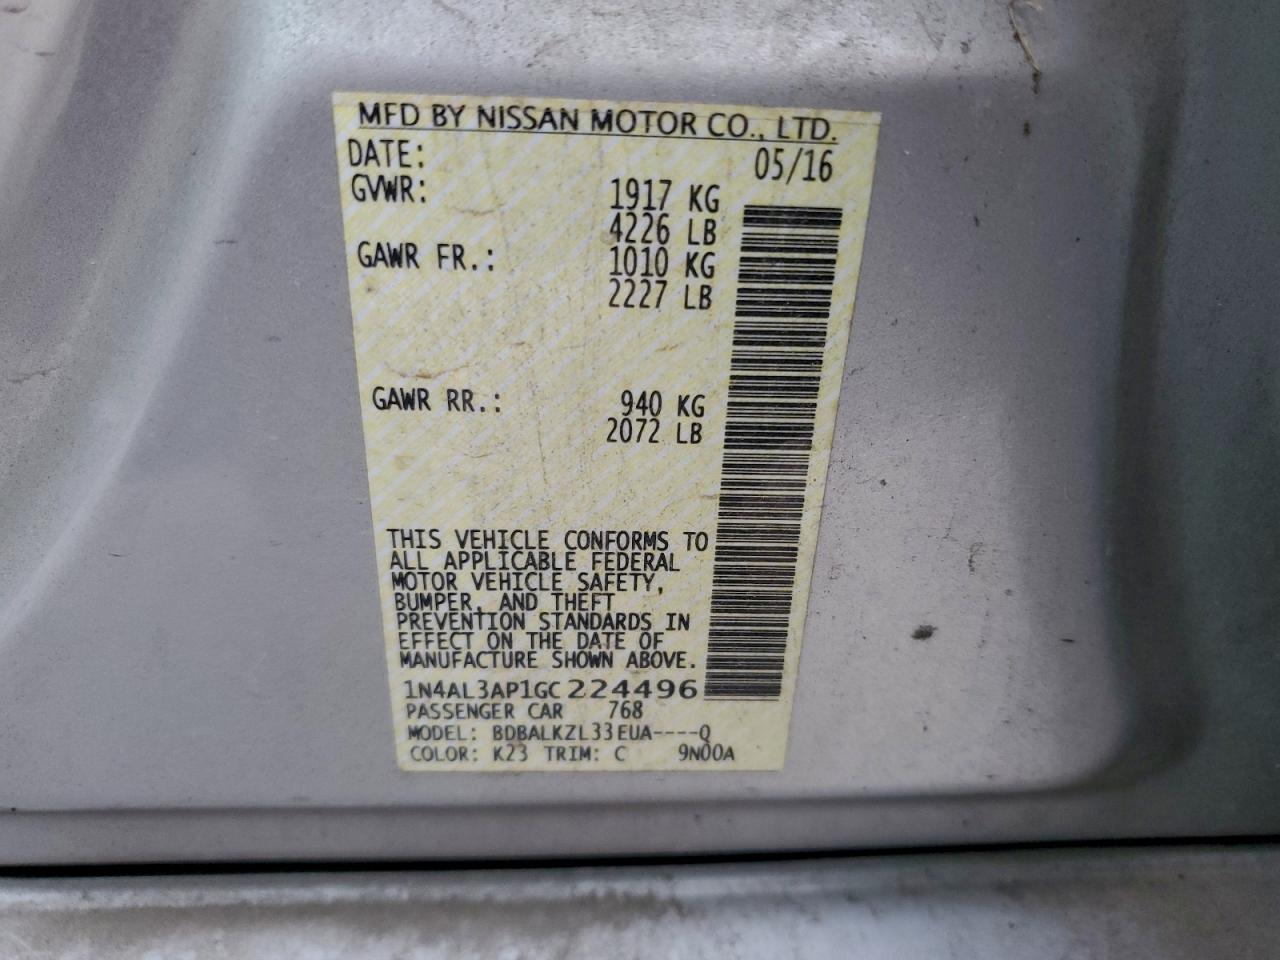 MFD BY NISSAN MOTOR CO., LTD.
DATE: 05/16
GVWR: 1917 KG
4226 LB
GAWR FR.: 1010 KG
2227 LB
GAWR RR.: 940 KG
2072 LB
THIS VEHICLE CONFORMS TO
ALL APPLICABLE FEDERAL
MOTOR VEHICLE SAFETY,
BUMPER, AND THEFT
PREVENTION STANDARDS IN
EFFECT ON THE DATE OF
MANUFACTURE SHOWN ABOVE.
1N4AL3AP1GC224496
PASSENGER CAR 768
MODEL: BDBALKZL33EUA----Q
COLOR: K23 TRIM: C 9N00A